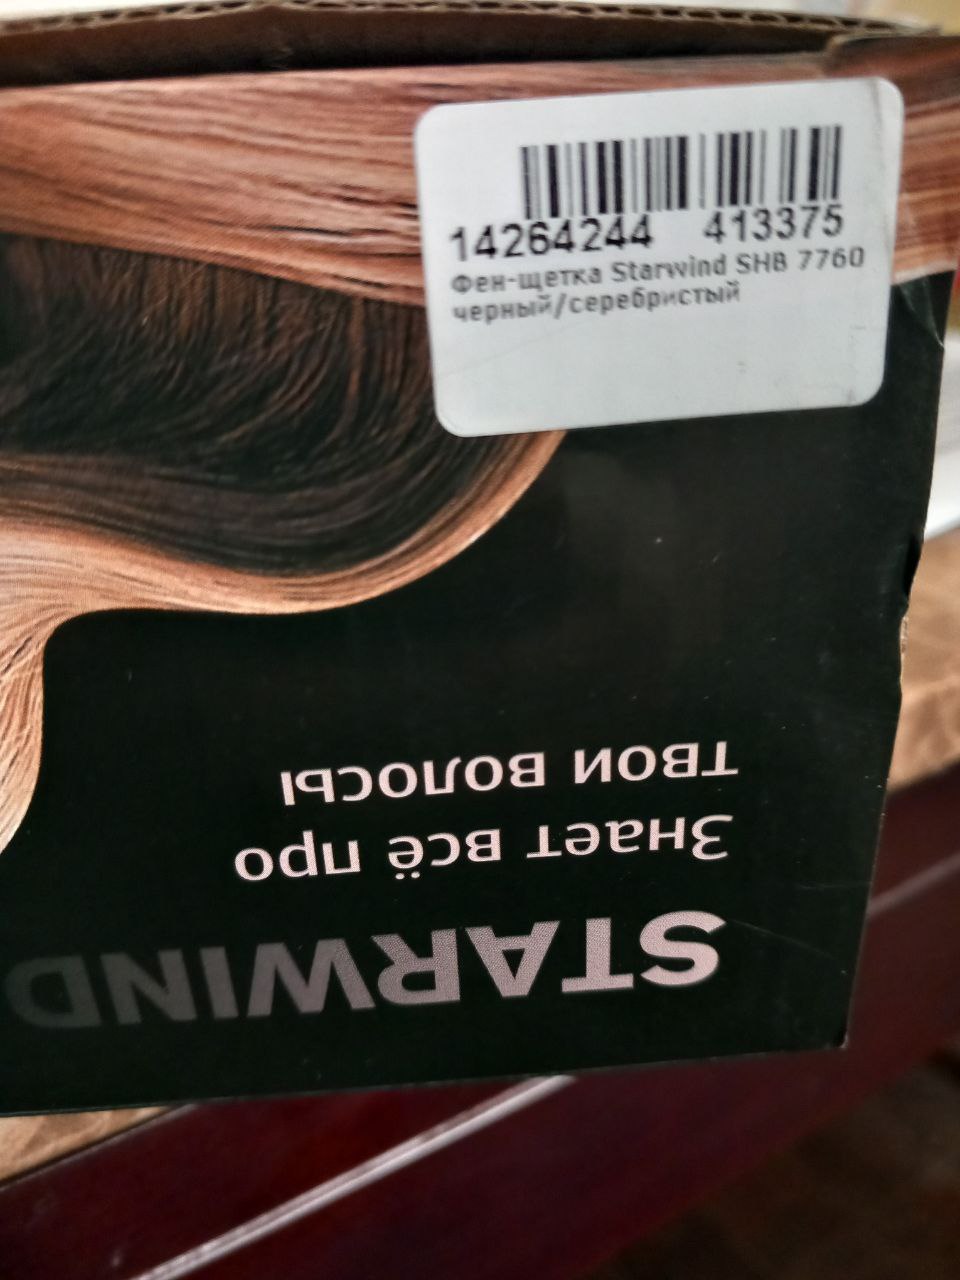 14264244 413375
Фен-щетка Starwind SHB 7760
черный/серебристый
STARWIND
Знает всё про
твои волосы